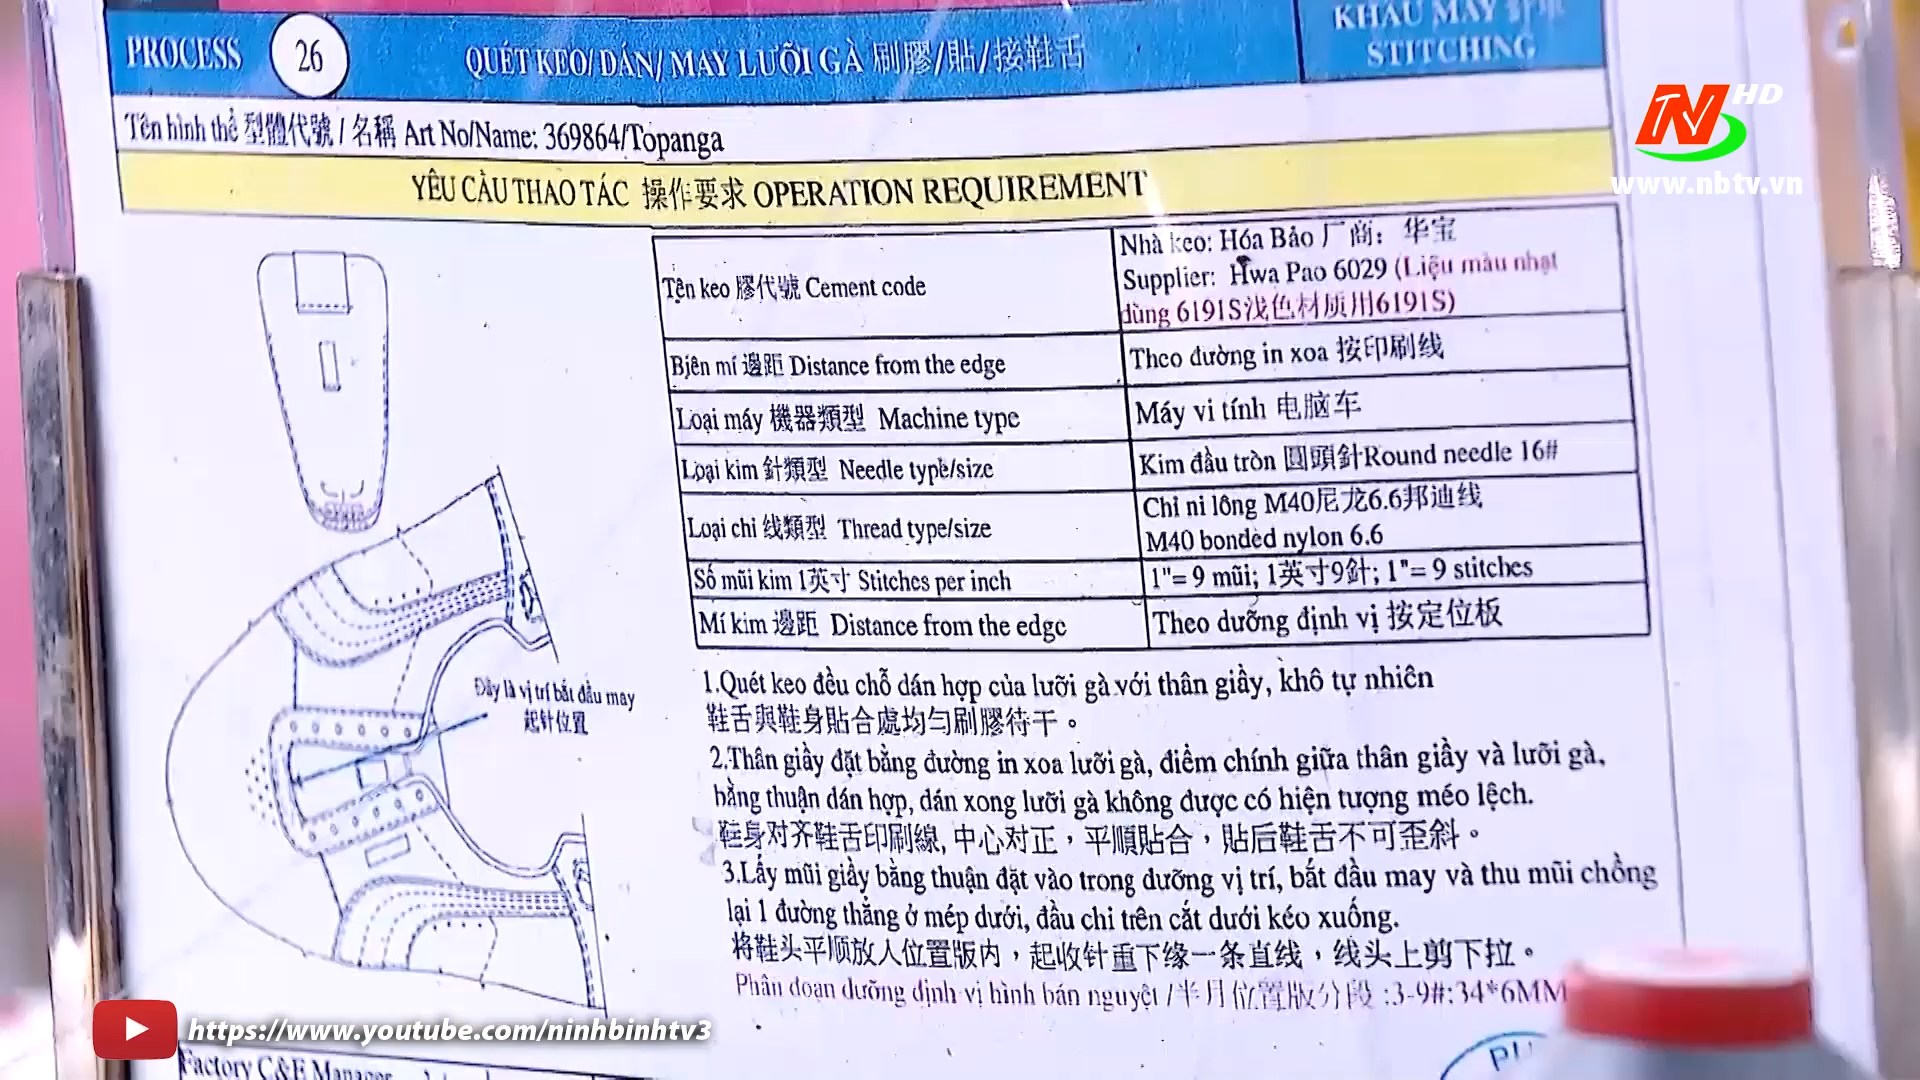 PROCESS 26 QUÉT KEO/ DÁN/ MAY LƯỠI GÀ 刷膠/貼/接鞋舌
KHÂU MAY
STITCHING
Tên hình thể 型體代號 / 名稱 Art No/Name: 369864/Topanga
YÊU CẦU THAO TÁC 操作要求 OPERATION REQUIREMENT
Tên keo 膠代號 Cement code
Nhà keo: Hóa Bảo 厂商：华宝
Supplier: Hwa Pao 6029 (Liệu màu nhạt
dùng 6191S浅色材质用6191S)
Biên mí 邊距 Distance from the edge
Theo đường in xoa 按印刷线
Loại máy 機器類型 Machine type
Máy vi tính 电脑车
Loại kim 針類型 Needle type/size
Kim đầu tròn 圓頭針Round needle 16#
Loại chỉ 线類型 Thread type/size
Chỉ ni lông M40尼龙6.6邦迪线
M40 bonded nylon 6.6
Số mũi kim 1英寸 Stitches per inch
1"= 9 mũi; 1英寸9針; 1"= 9 stitches
Mí kim 邊距 Distance from the edge
Theo dưỡng định vị 按定位板
Đây là vị trí bắt đầu may
起针位置
1.Quét keo đều chỗ dán hợp của lưỡi gà với thân giầy, khô tự nhiên
鞋舌與鞋身貼合處均勻刷膠待干。
2.Thân giầy đặt bằng đường in xoa lưỡi gà, điểm chính giữa thân giầy và lưỡi gà,
bằng thuận dán hợp, dán xong lưỡi gà không được có hiện tượng méo lệch.
鞋身对齐鞋舌印刷線, 中心对正，平順貼合，貼后鞋舌不可歪斜。
3.Lấy mũi giầy bằng thuận đặt vào trong dưỡng vị trí, bắt đầu may và thu mũi chồng
lại 1 đường thẳng ở mép dưới, đầu chỉ trên cắt dưới kéo xuống.
将鞋头平顺放人位置版内，起收针重下缘一条直线，线头上剪下拉。
Phân đoạn dưỡng định vị hình bán nguyệt /半月位置版分段 :3-9#:34*6MM
Factory C&E Manager
PU
NTV HD
www.nbtv.vn
https://www.youtube.com/ninhbinhtv3